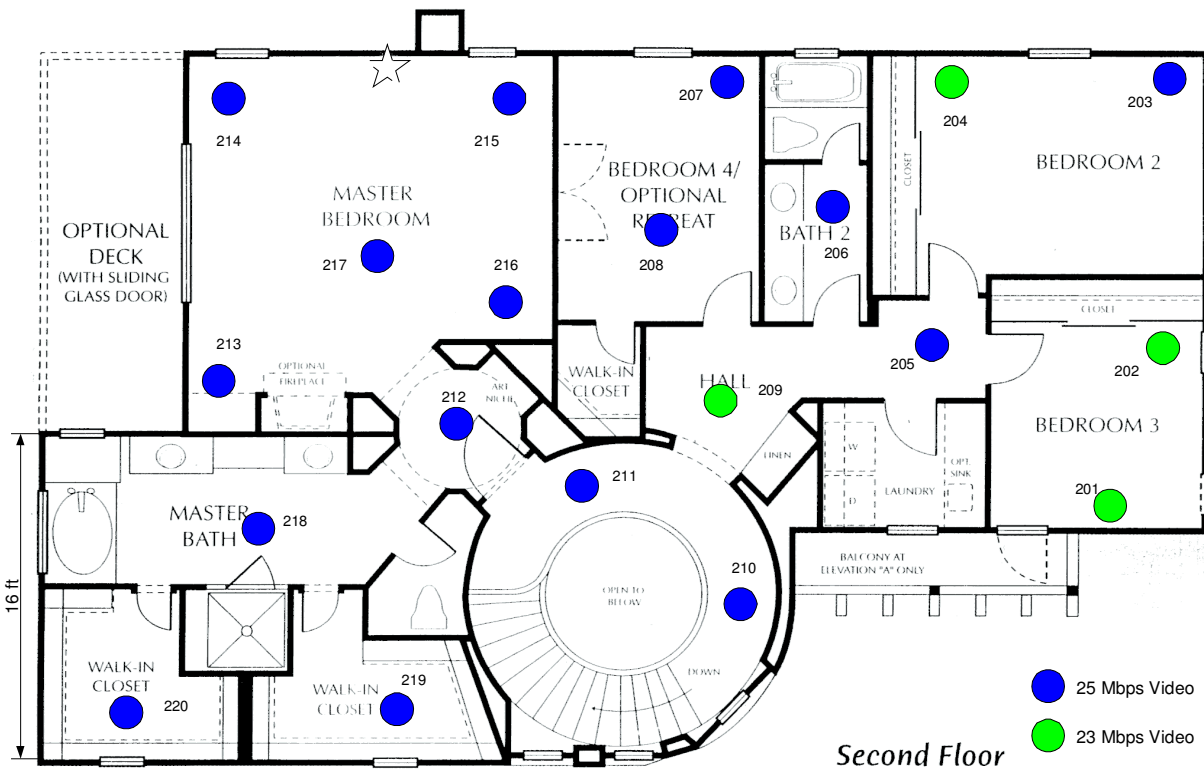 207
203
214
215
204
CLOSET
BEDROOM 2
MASTER
BEDROOM
BEDROOM 4/
OPTIONAL
OPTIONAL
DECK
(WITH SLIDING
GLASS DOOR)
BATH 2
206
217
216
208
CLOSET
213
OPTIONAL
FIREPLACE
WALK-IN
CLOSET
HALL
205
202
212
ART
NICHE
209
BEDROOM 3
LINEN
W
D
OPT.
SINK
LAUNDRY
211
201
MASTER
BATH
218
BALCONY AT
ELEVATION "A" ONLY
16 ft
210
OPEN TO
BELOW
DOWN
WALK-IN
CLOSET
220
WALK-IN
CLOSET
219
25 Mbps Video
23 Mbps Video
Second Floor